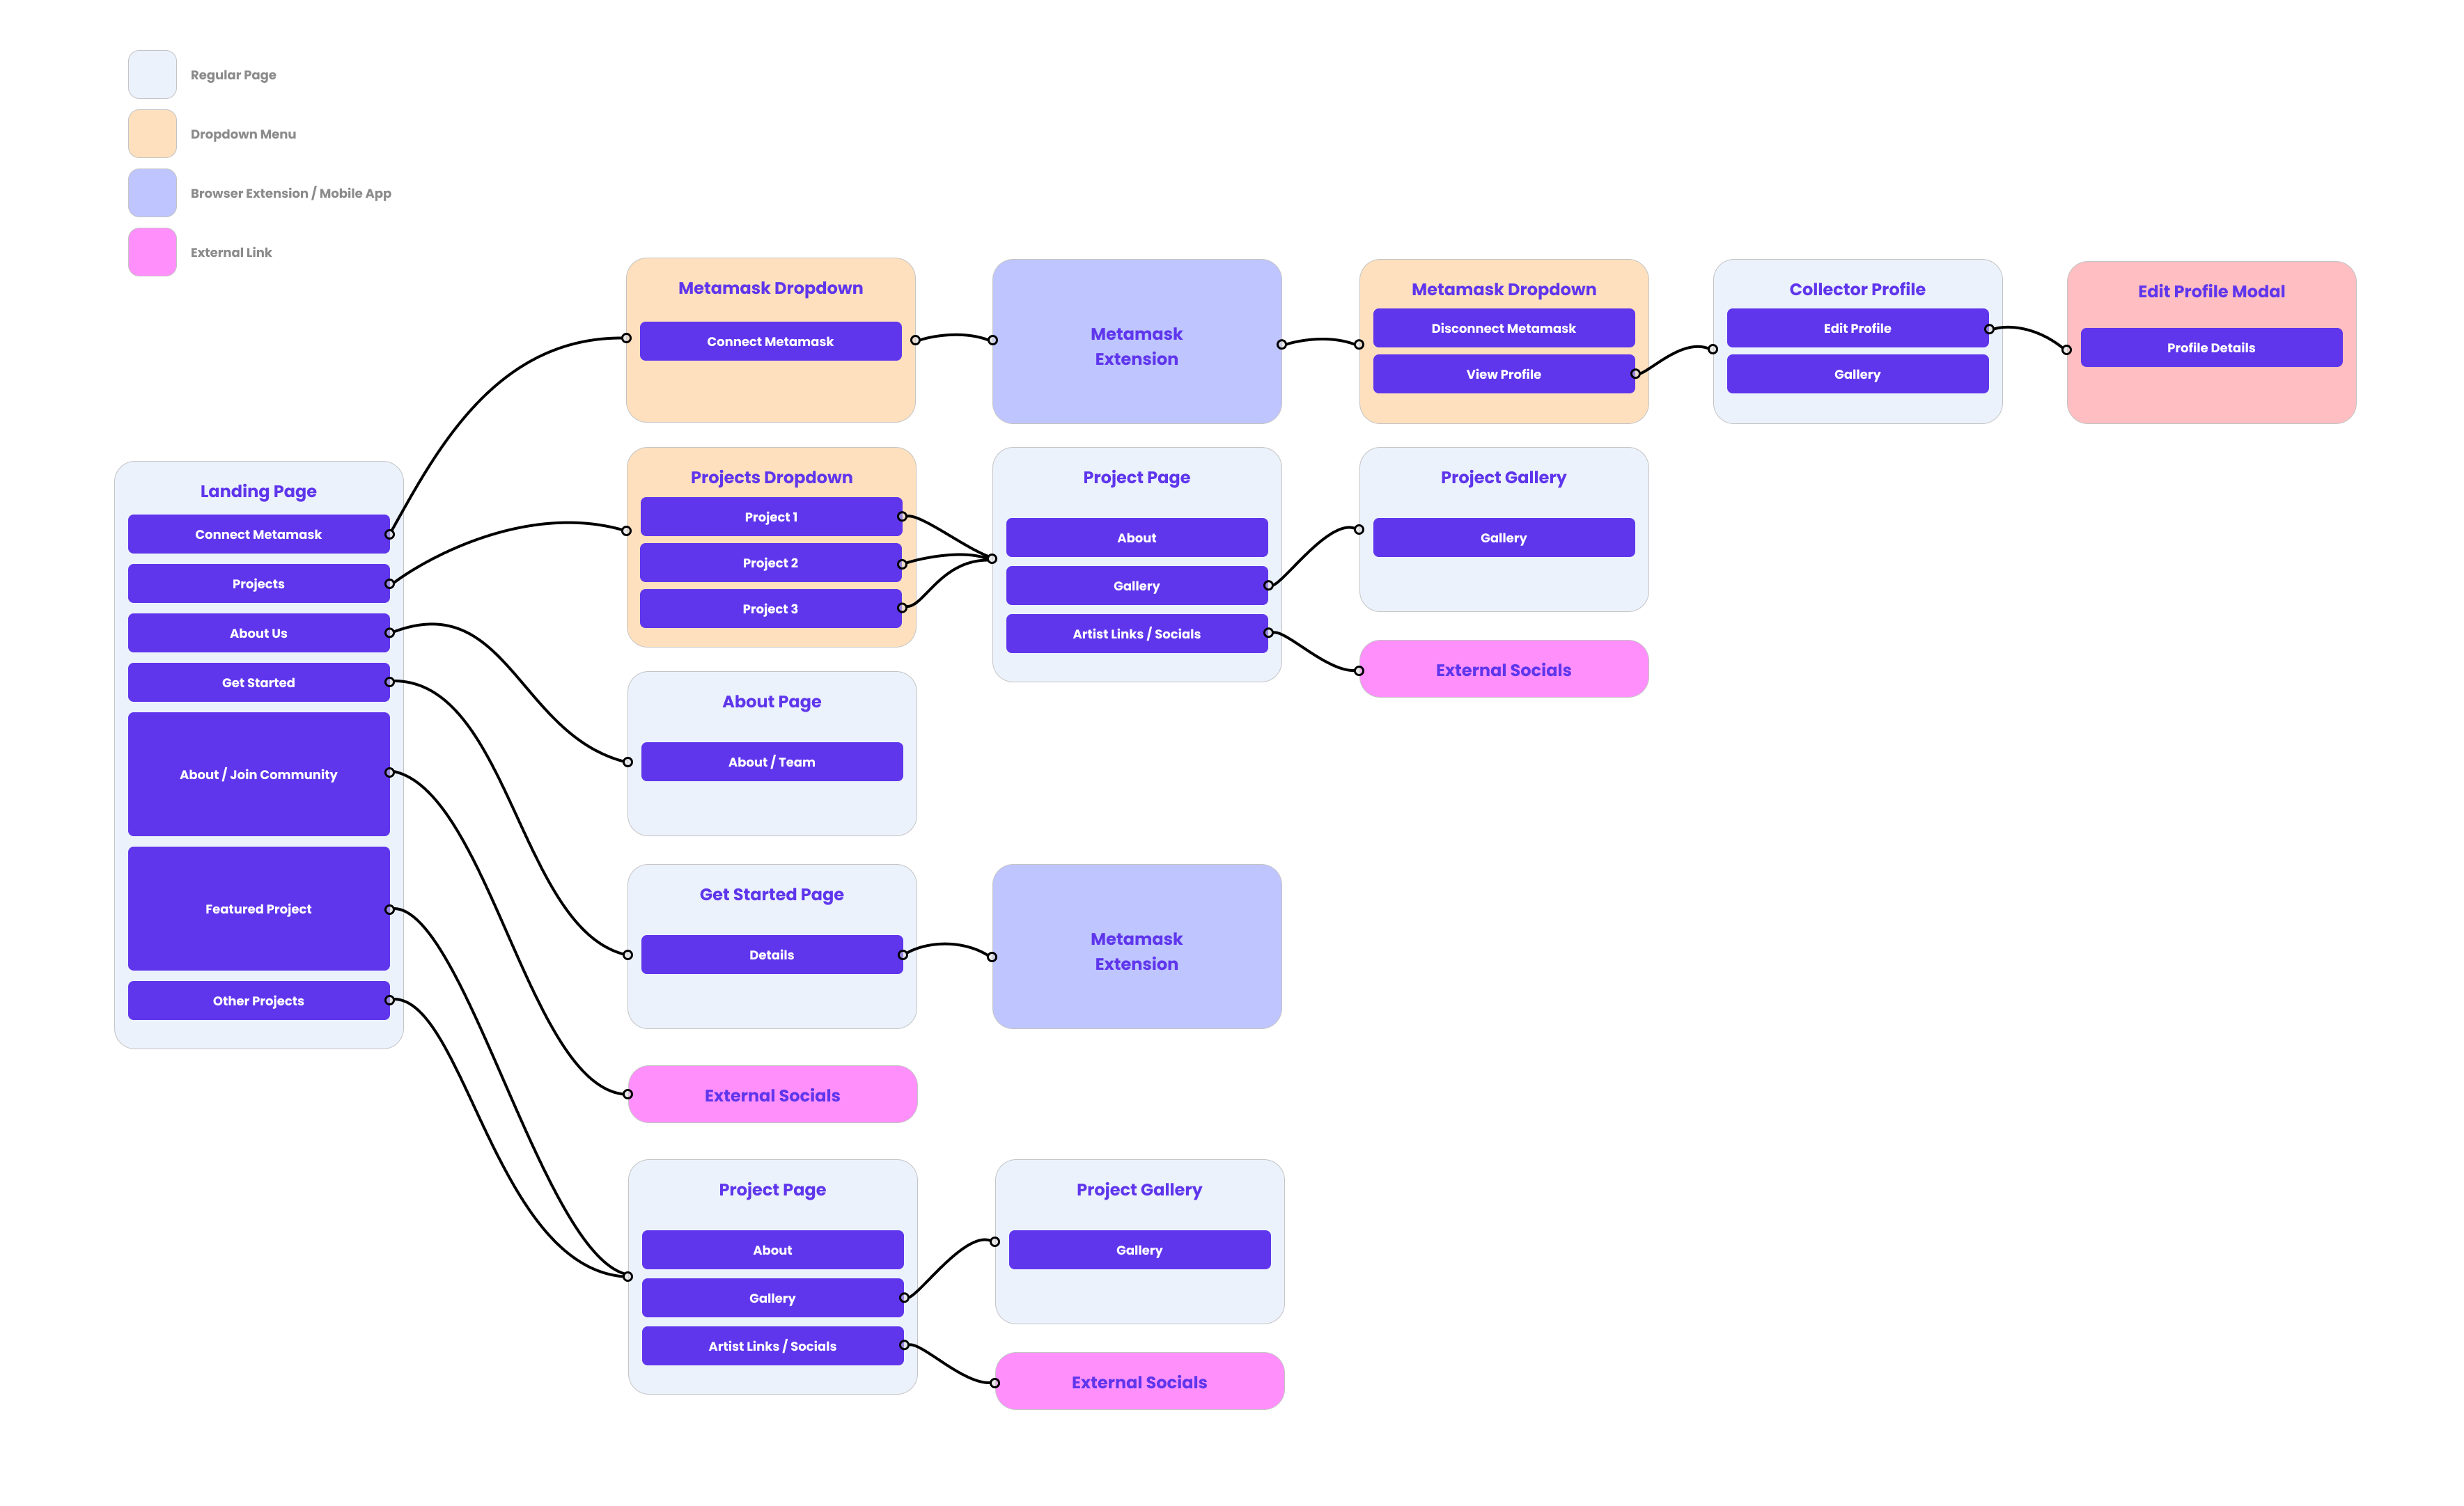 Regular Page
Dropdown Menu
Browser Extension / Mobile App
External Link
Landing Page
Connect Metamask
Projects
About Us
Get Started
About / Join Community
Featured Project
Other Projects
Metamask Dropdown
Connect Metamask
Metamask
Extension
Metamask Dropdown
Disconnect Metamask
View Profile
Collector Profile
Edit Profile
Gallery
Edit Profile Modal
Profile Details
Projects Dropdown
Project 1
Project 2
Project 3
Project Page
About
Gallery
Artist Links / Socials
Project Gallery
Gallery
External Socials
About Page
About / Team
Get Started Page
Details
Metamask
Extension
External Socials
Project Page
About
Gallery
Artist Links / Socials
Project Gallery
Gallery
External Socials